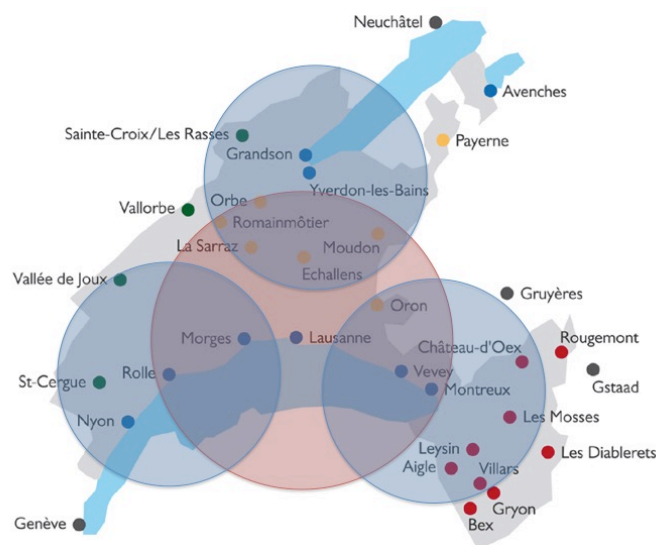 Neuchâtel
Avenches
Sainte-Croix/Les Rasses
Payerne
Grandson
Yverdon-les-Bains
Orbe
Vallorbe
Romainmôtier
La Sarraz
Moudon
Echallens
Vallée de Joux
Gruyères
Oron
Rougemont
Morges
Lausanne
Château-d'Oex
Gstaad
St-Cergue
Rolle
Vevey
Montreux
Nyon
Les Mosses
Leysin
Les Diablerets
Aigle
Villars
Gryon
Bex
Genève